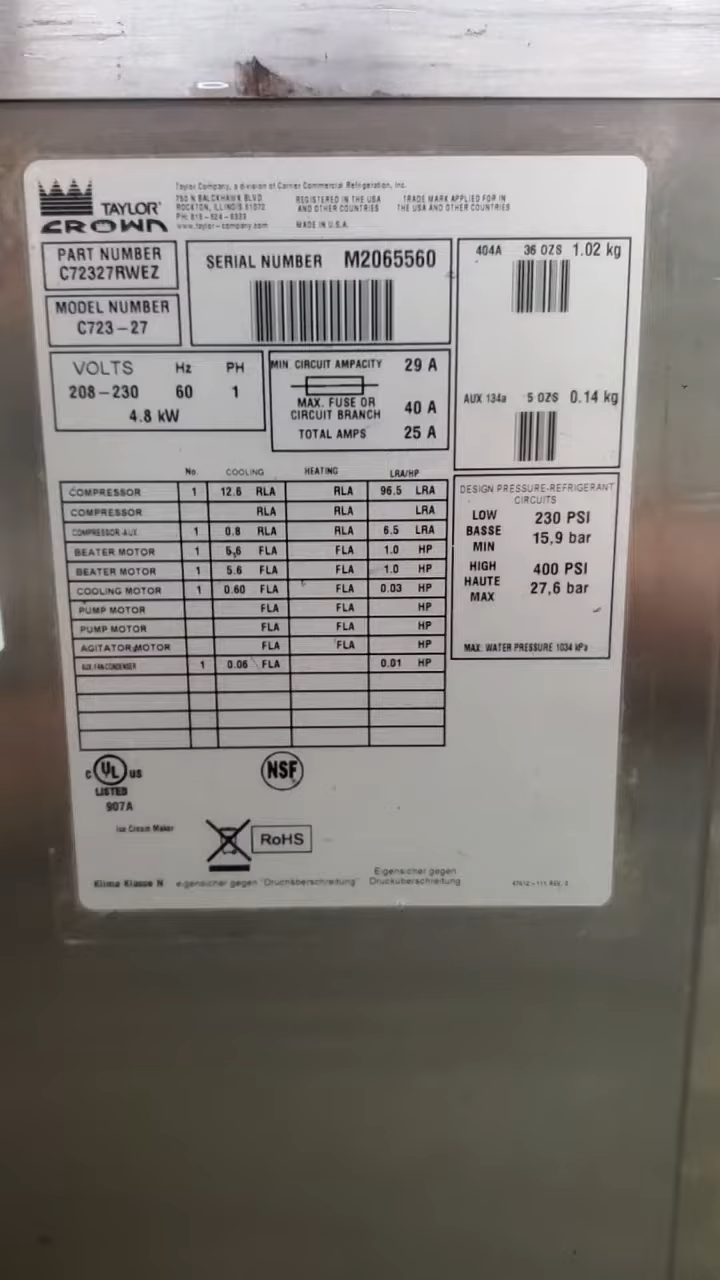 Taylor Company, a division of Carrier Commercial Refrigeration, Inc.
750 N BALCKHAWK BLVD.
ROCKTON, ILLINOIS 61072
www.taylor-company.com
REGISTERED IN THE USA
AND OTHER COUNTRIES
MADE IN U.S.A.
TRADE MARK APPLIED FOR IN
THE USA AND OTHER COUNTRIES
TAYLOR
CROWN
PART NUMBER
C72327RWEZ
MODEL NUMBER
C723-27
SERIAL NUMBER M2065560
404A 36 OZS 1.02 kg
AUX 134a 5 OZS 0.14 kg
VOLTS Hz PH
208-230 60 1
4.8 kW
MIN. CIRCUIT AMPACITY 29 A
MAX. FUSE OR
CIRCUIT BRANCH 40 A
TOTAL AMPS 25 A
No. COOLING HEATING LRA/HP
COMPRESSOR 1 12.6 RLA RLA 96.5 LRA
COMPRESSOR RLA RLA LRA
COMPRESSOR-AUX 1 0.8 RLA RLA 6.5 LRA
BEATER MOTOR 1 5.6 FLA FLA 1.0 HP
BEATER MOTOR 1 5.6 FLA FLA 1.0 HP
COOLING MOTOR 1 0.60 FLA FLA 0.03 HP
PUMP MOTOR FLA FLA HP
PUMP MOTOR FLA FLA HP
AGITATOR MOTOR FLA FLA HP
AUX. FAN CONDENSER 1 0.06 FLA 0.01 HP
DESIGN PRESSURE-REFRIGERANT
CIRCUITS
LOW
BASSE
MIN
230 PSI
15,9 bar
HIGH
HAUTE
MAX
400 PSI
27,6 bar
MAX. WATER PRESSURE 1034 kPa
C UL US
LISTED
907A
NSF
Ice Cream Maker
RoHS
Klima Klasse N
eigensicher gegen "Druchsberschreitung"
Eigensicher gegen
Drucküberschreitung